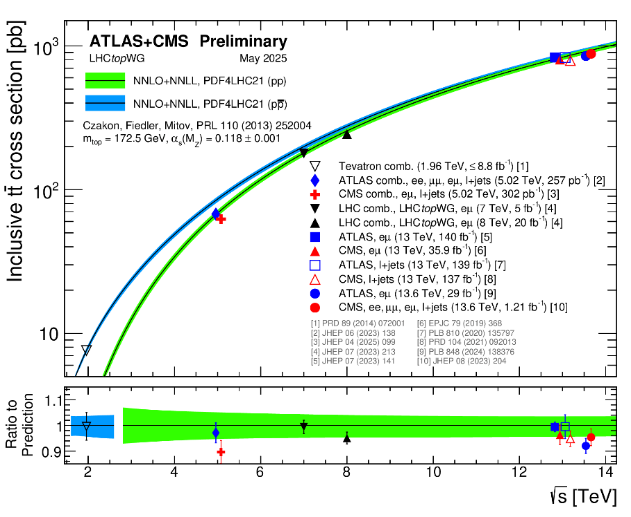 ATLAS+CMS Preliminary
LHCtopWG May 2025
NNLO+NNLL, PDF4LHC21 (pp)
NNLO+NNLL, PDF4LHC21 (pp̅)
Czakon, Fiedler, Mitov, PRL 110 (2013) 252004
m_top = 172.5 GeV, α_s(M_Z) = 0.118 ± 0.001
Tevatron comb. (1.96 TeV, ≤ 8.8 fb⁻¹) [1]
ATLAS comb., ee, μμ, eμ, l+jets (5.02 TeV, 257 pb⁻¹) [2]
CMS comb., eμ, l+jets (5.02 TeV, 302 pb⁻¹) [3]
LHC comb., LHCtopWG, eμ (7 TeV, 5 fb⁻¹) [4]
LHC comb., LHCtopWG, eμ (8 TeV, 20 fb⁻¹) [4]
ATLAS, eμ (13 TeV, 140 fb⁻¹) [5]
CMS, eμ (13 TeV, 35.9 fb⁻¹) [6]
ATLAS, l+jets (13 TeV, 139 fb⁻¹) [7]
CMS, l+jets (13 TeV, 137 fb⁻¹) [8]
ATLAS, eμ (13.6 TeV, 29 fb⁻¹) [9]
CMS, ee, μμ, eμ, l+jets (13.6 TeV, 1.21 fb⁻¹) [10]
[1] PRD 89 (2014) 072001 [6] EPJC 79 (2019) 368
[2] JHEP 06 (2023) 138 [7] PLB 810 (2020) 135797
[3] JHEP 04 (2025) 099 [8] PRD 104 (2021) 092013
[4] JHEP 07 (2023) 213 [9] PLB 848 (2024) 138376
[5] JHEP 07 (2023) 141 [10] JHEP 08 (2023) 204
Inclusive tt̅ cross section [pb]
10³
10²
10
Ratio to
Prediction
1.1
1
0.9
2 4 6 8 10 12 14
√s [TeV]